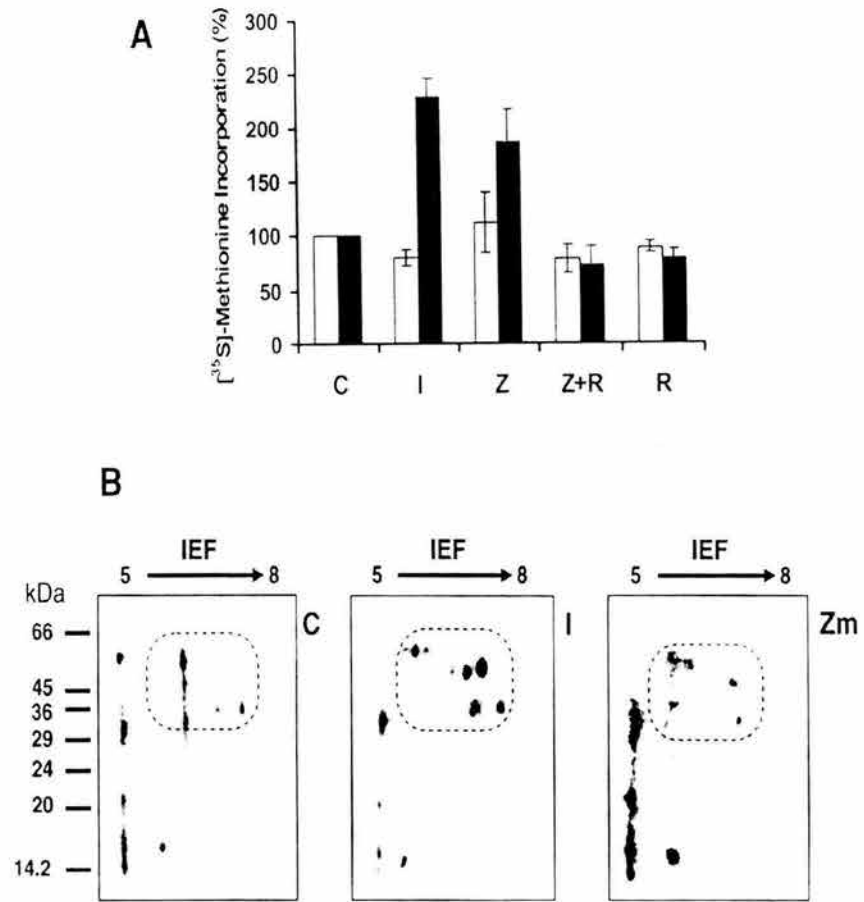 A
[35S]-Methionine Incorporation (%)
300
250
200
150
100
50
0
C I Z Z+R R
B
IEF IEF IEF
5 8 5 8 5 8
kDa
C I Zm
66
45
36
29
24
20
14.2